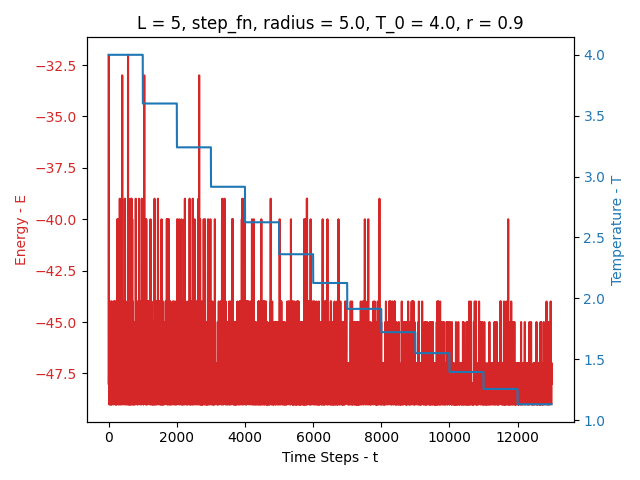 L = 5, step_fn, radius = 5.0, T_0 = 4.0, r = 0.9
−32.5
−35.0
−37.5
−40.0
−42.5
−45.0
−47.5
Energy - E
4.0
3.5
3.0
2.5
2.0
1.5
1.0
Temperature - T
0 2000 4000 6000 8000 10000 12000
Time Steps - t